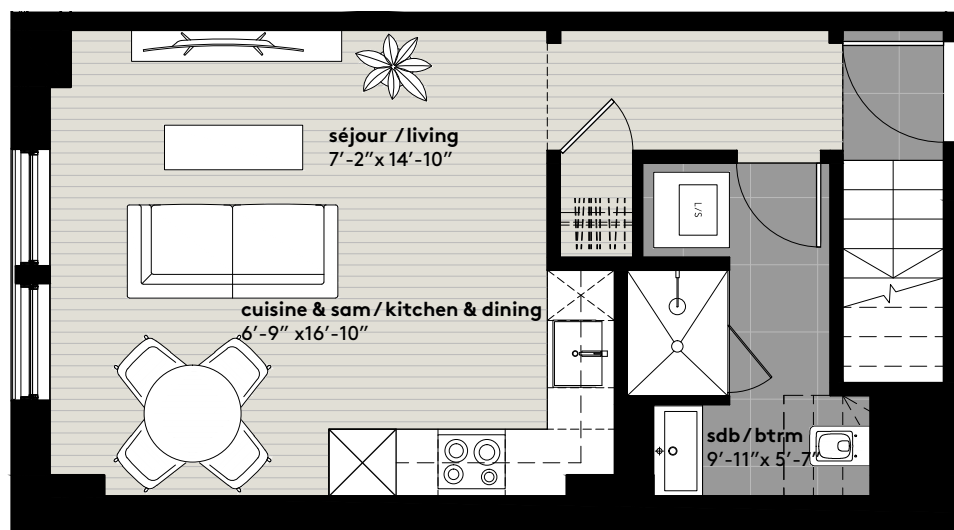 séjour / living
7'-2" x 14'-10"
L/S
cuisine & sam / kitchen & dining
6'-9" x16'-10"
sdb / btrm
9'-11" x 5'-7"